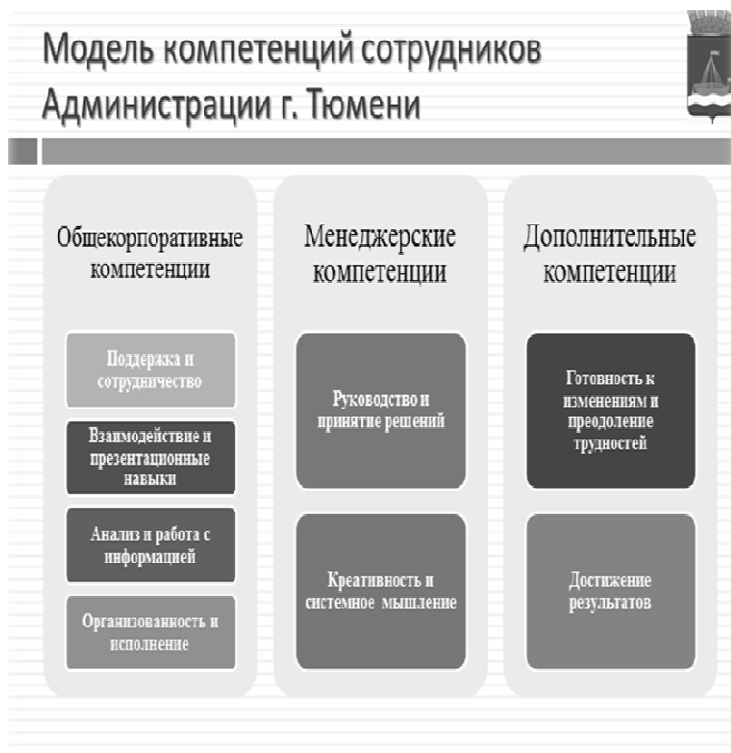 Модель компетенций сотрудников
Администрации г. Тюмени
Общекорпоративные
компетенции
Поддержка и
сотрудничество
Взаимодействие и
презентационные
навыки
Анализ и работа с
информацией
Организованность и
исполнение
Менеджерские
компетенции
Руководство и
принятие решений
Креативность и
системное мышление
Дополнительные
компетенции
Готовность к
изменениям и
преодоление
трудностей
Достижение
результатов